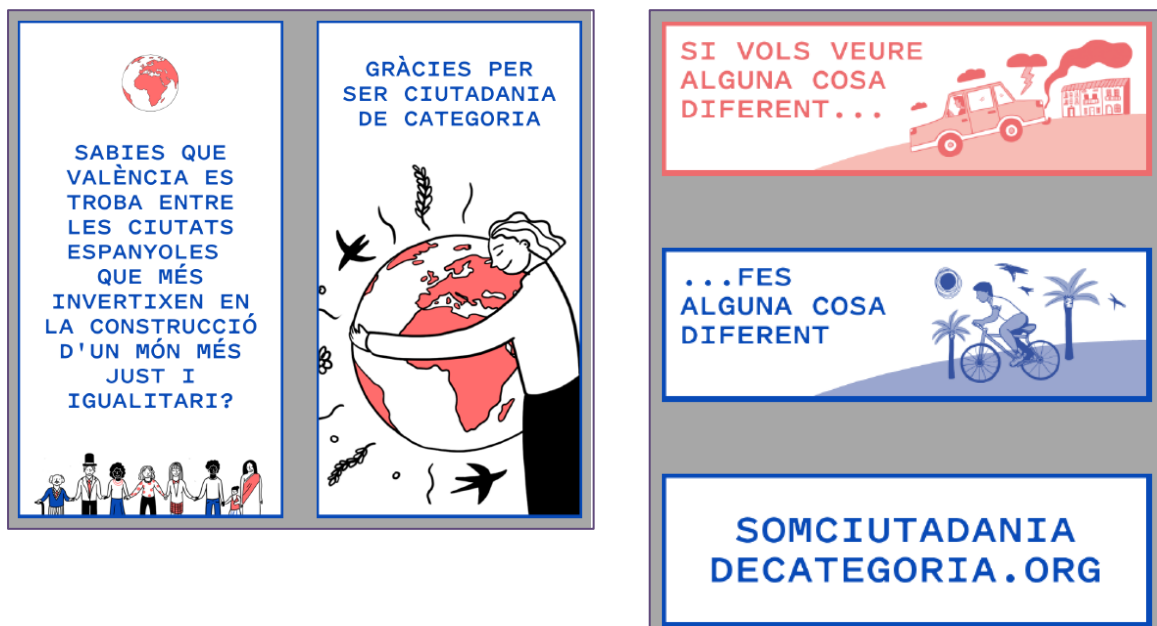 SABIES QUE
VALÈNCIA ES
TROBA ENTRE
LES CIUTATS
ESPANYOLES
QUE MÉS
INVERTIXEN EN
LA CONSTRUCCIÓ
D'UN MÓN MÉS
JUST I
IGUALITARI?
GRÀCIES PER
SER CIUTADANIA
DE CATEGORIA
SI VOLS VEURE
ALGUNA COSA
DIFERENT...
...FES
ALGUNA COSA
DIFERENT
SOMCIUTADANIA
DECATEGORIA.ORG